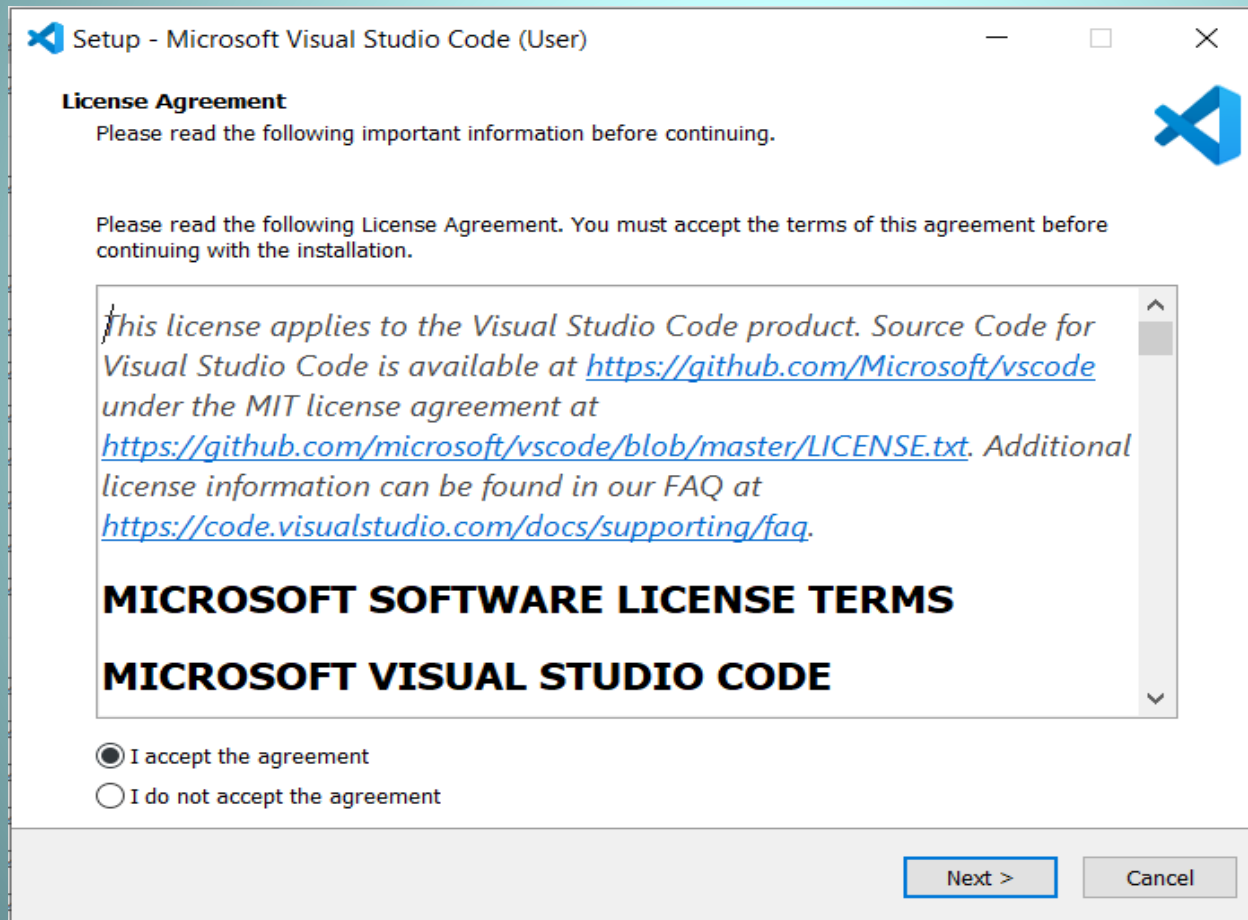 Setup - Microsoft Visual Studio Code (User)
License Agreement
Please read the following important information before continuing.
Please read the following License Agreement. You must accept the terms of this agreement before
continuing with the installation.
This license applies to the Visual Studio Code product. Source Code for
Visual Studio Code is available at https://github.com/Microsoft/vscode
under the MIT license agreement at
https://github.com/microsoft/vscode/blob/master/LICENSE.txt. Additional
license information can be found in our FAQ at
https://code.visualstudio.com/docs/supporting/faq.
MICROSOFT SOFTWARE LICENSE TERMS
MICROSOFT VISUAL STUDIO CODE
I accept the agreement
I do not accept the agreement
Next >
Cancel